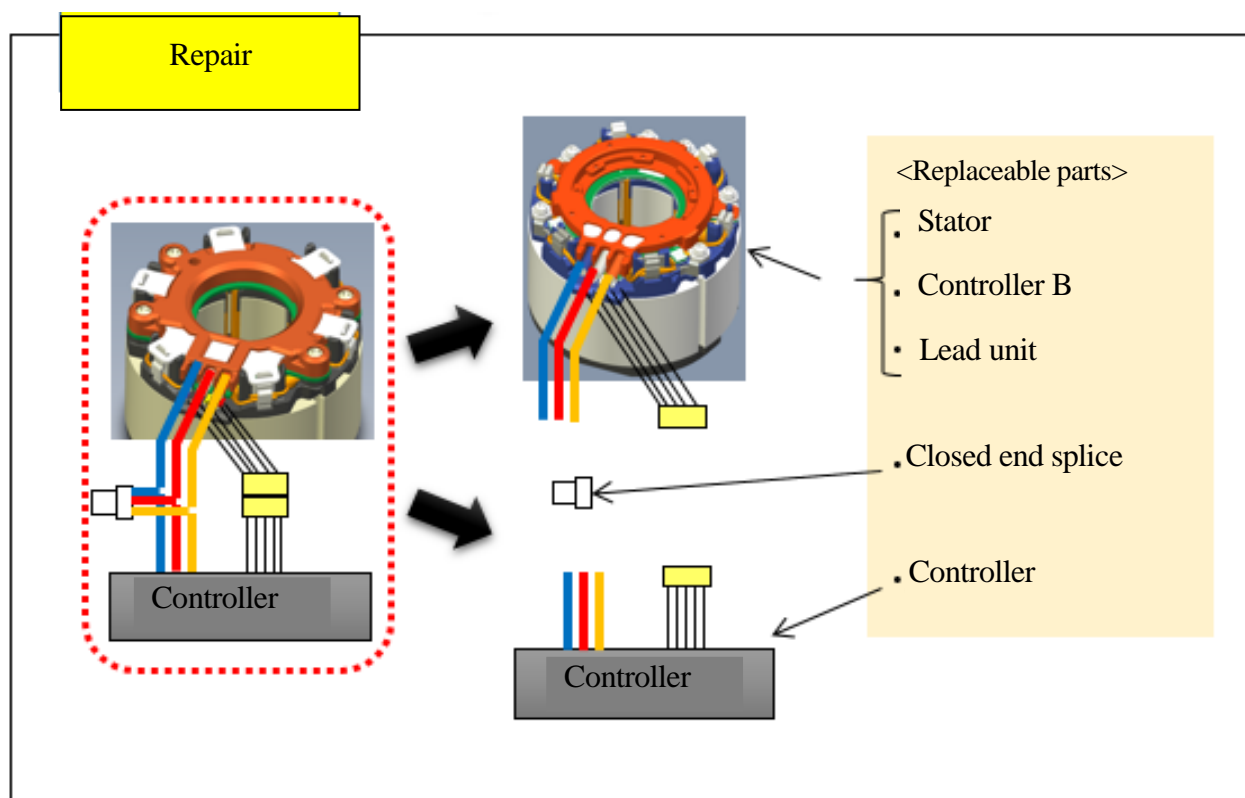 Repair
<Replaceable parts>
・ Stator
・ Controller B
・ Lead unit
・Closed end splice
・Controller
Controller
Controller